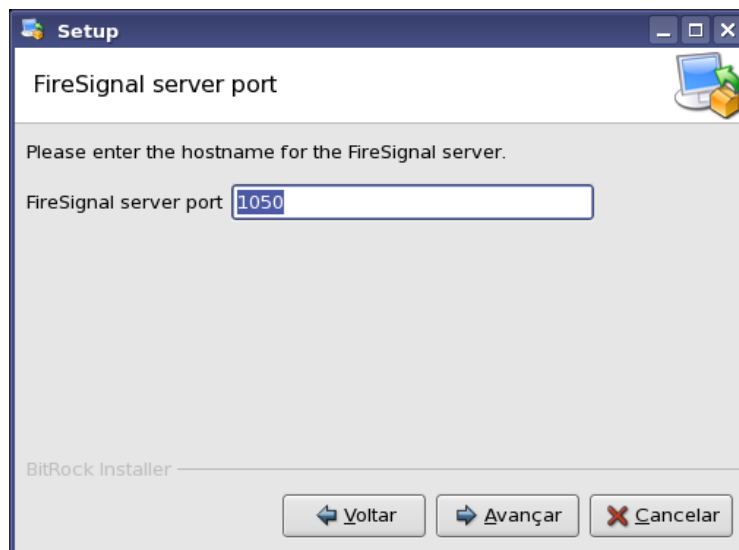 Setup
FireSignal server port
Please enter the hostname for the FireSignal server.
FireSignal server port 1050
BitRock Installer
Voltar Avançar Cancelar